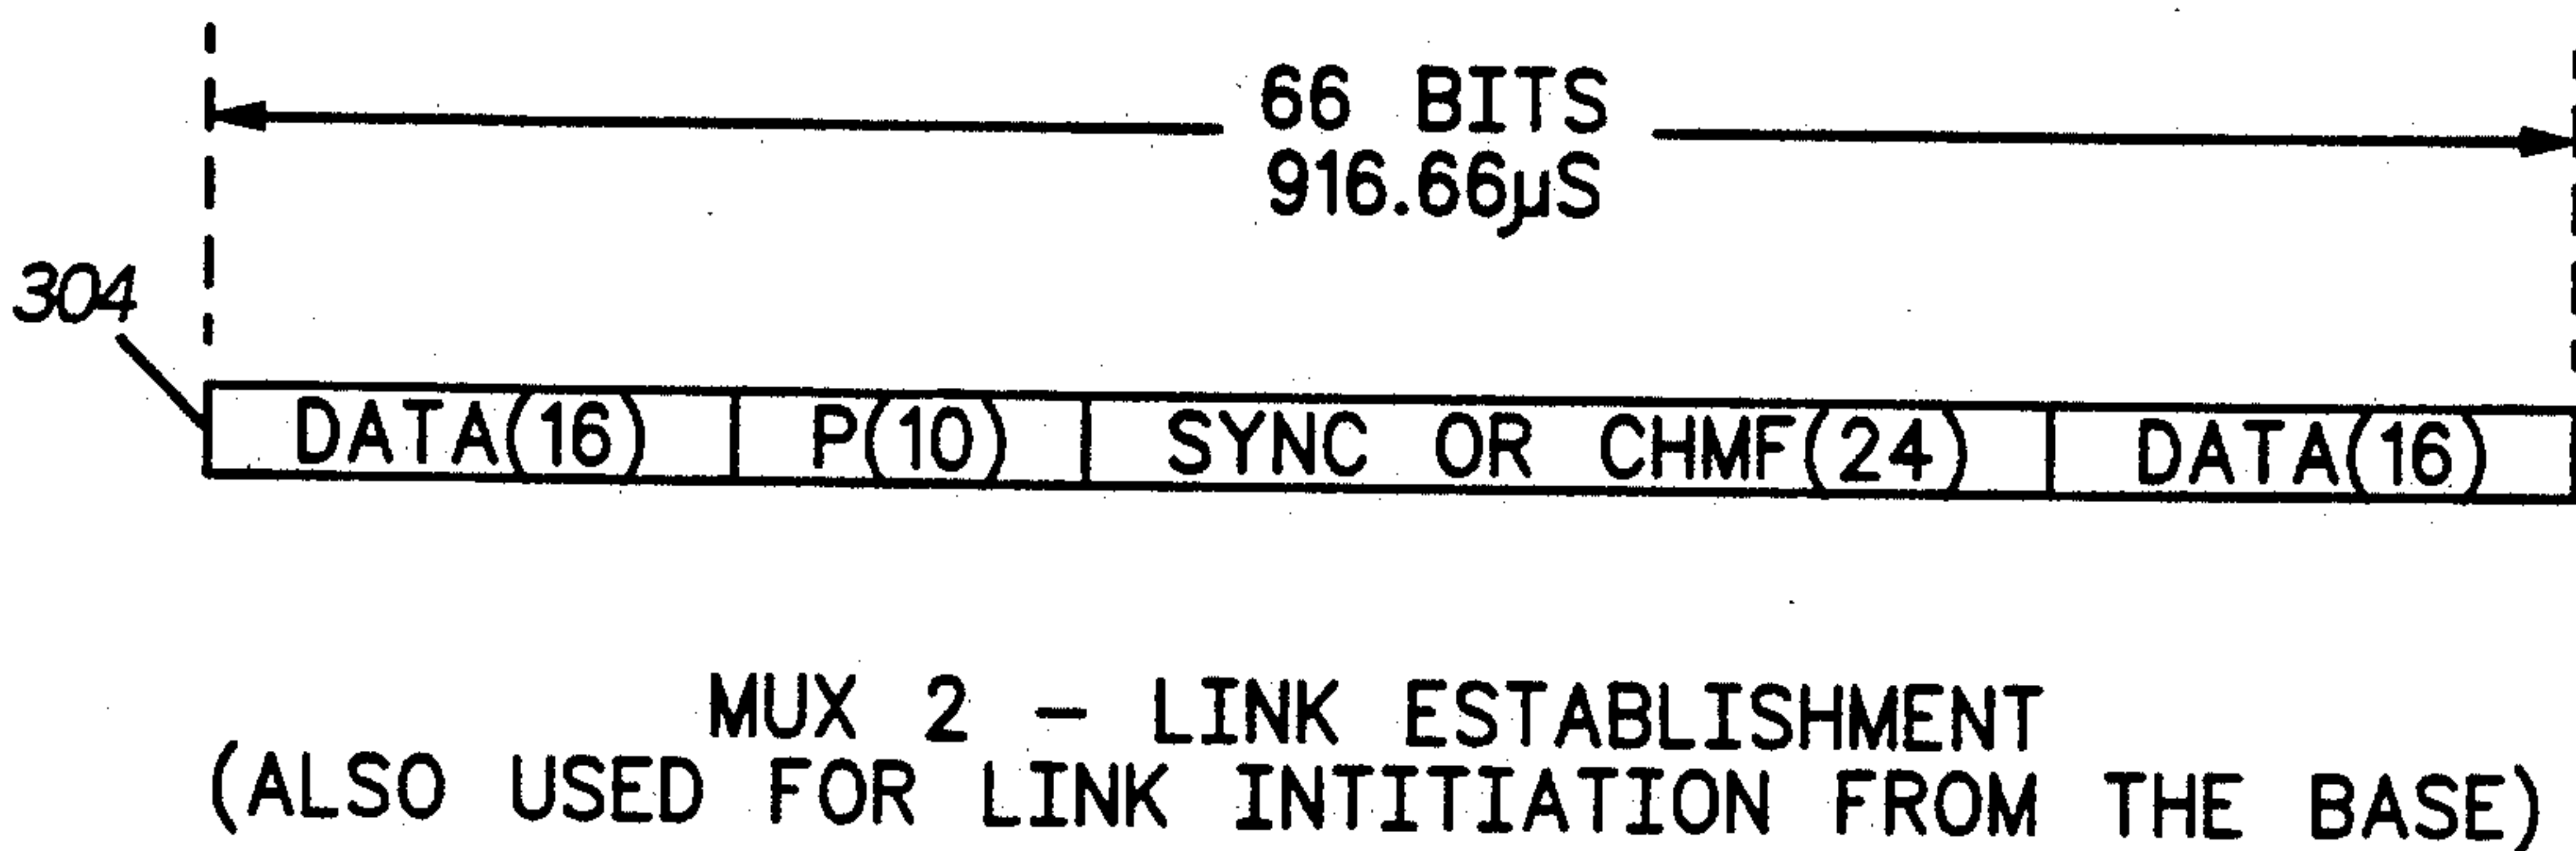 66 BITS
916.66µS
304
DATA(16) P(10) SYNC OR CHMF(24) DATA(16)
MUX 2 – LINK ESTABLISHMENT
(ALSO USED FOR LINK INTITIATION FROM THE BASE)